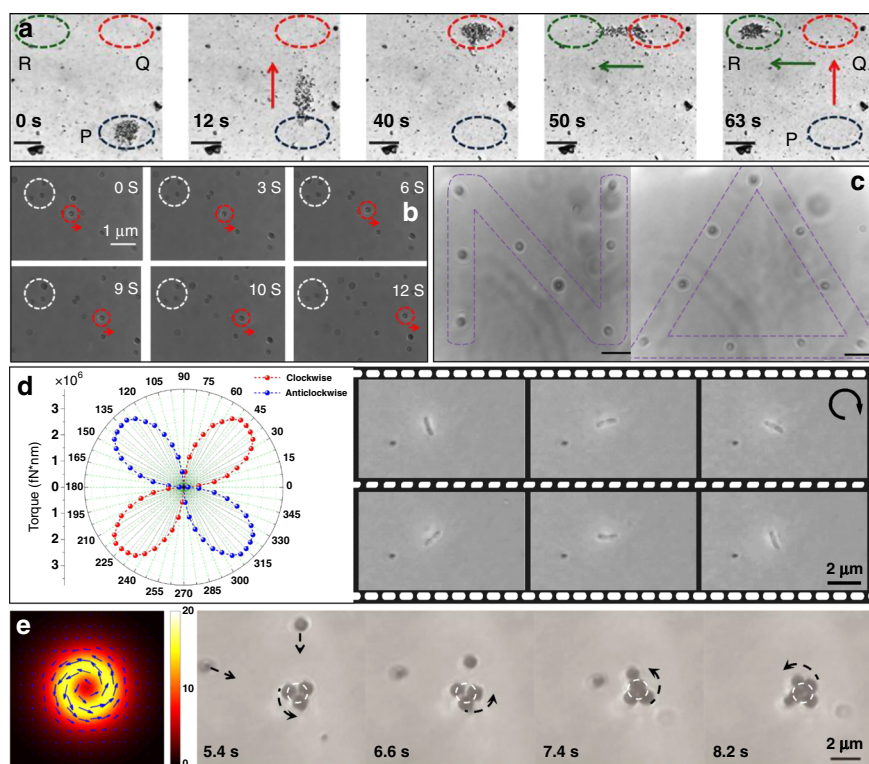 a
R
Q
P
0 s
12 s
40 s
50 s
R
Q
P
63 s
b
0 S
3 S
6 S
1 μm
9 S
10 S
12 S
c
d
×10⁶
Clockwise
Anticlockwise
Torque (fN*nm)
3
2
1
0
1
2
3
90
105
75
120
60
135
45
150
30
165
15
180
0
195
345
210
330
225
315
240
300
255
285
270
2 μm
e
20
10
0
5.4 s
6.6 s
7.4 s
8.2 s
2 μm